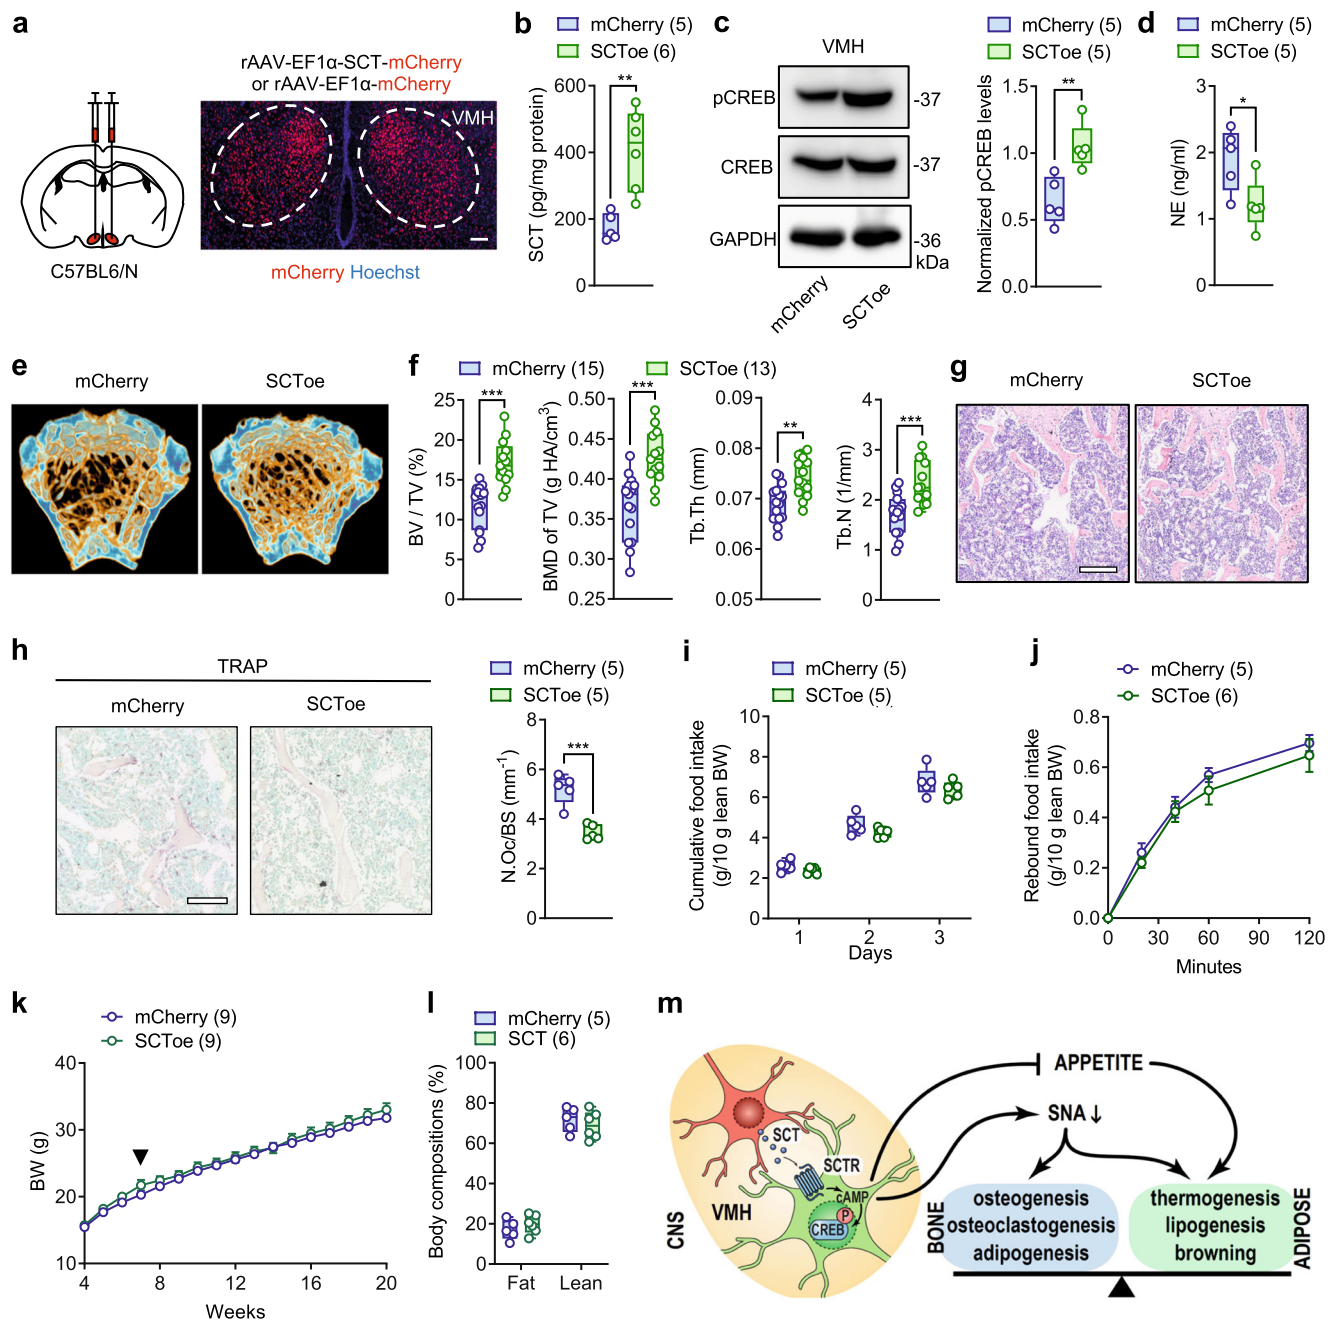 a
rAAV-EF1α-SCT-mCherry
or rAAV-EF1α-mCherry
VMH
C57BL6/N
mCherry Hoechst
b
mCherry (5)
SCToe (6)
SCT (pg/mg protein)
600
400
200
0
**
c
VMH
pCREB
-37
CREB
-37
GAPDH
-36
kDa
mCherry
SCToe
mCherry (5)
SCToe (5)
Normalized pCREB levels
1.5
1.0
0.5
0.0
**
d
mCherry (5)
SCToe (5)
NE (ng/ml)
3
2
1
0
*
e
mCherry
SCToe
f
mCherry (15)
SCToe (13)
BV / TV (%)
25
20
15
10
5
0
***
BMD of TV (g HA/cm3)
0.50
0.45
0.40
0.35
0.30
0.25
***
Tb.Th (mm)
0.09
0.08
0.07
0.06
0.05
**
Tb.N (1/mm)
4
3
2
1
0
***
g
mCherry
SCToe
h
TRAP
mCherry
SCToe
mCherry (5)
SCToe (5)
N.Oc/BS (mm-1)
8
6
4
2
0
***
i
mCherry (5)
SCToe (5)
Cumulative food intake
(g/10 g lean BW)
10
8
6
4
2
0
1
2
3
Days
j
mCherry (5)
SCToe (6)
Rebound food intake
(g/10 g lean BW)
0.8
0.6
0.4
0.2
0.0
0
30
60
90
120
Minutes
k
mCherry (9)
SCToe (9)
BW (g)
40
30
20
10
4
8
12
16
20
Weeks
l
mCherry (5)
SCT (6)
Body compositions (%)
100
80
60
40
20
0
Fat
Lean
m
CNS
VMH
SCT
SCTR
cAMP
P
CREB
APPETITE
SNA↓
BONE
osteogenesis
osteoclastogenesis
adipogenesis
thermogenesis
lipogenesis
browning
ADIPOSE